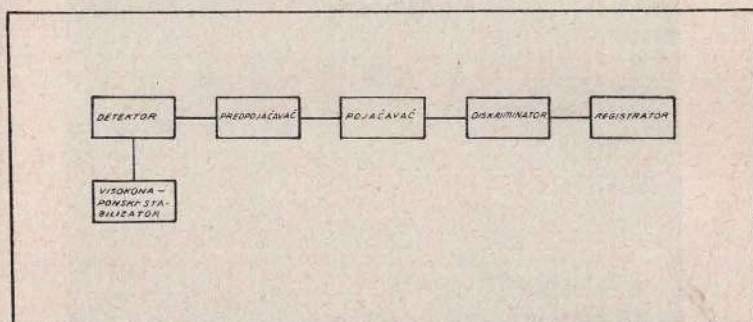 DETEKTOR
PREDPOJAČAVAČ
POJAČAVAČ
DISKRIMINATOR
REGISTRATOR
VISOKONA-
PONSKI STA-
BILIZATOR